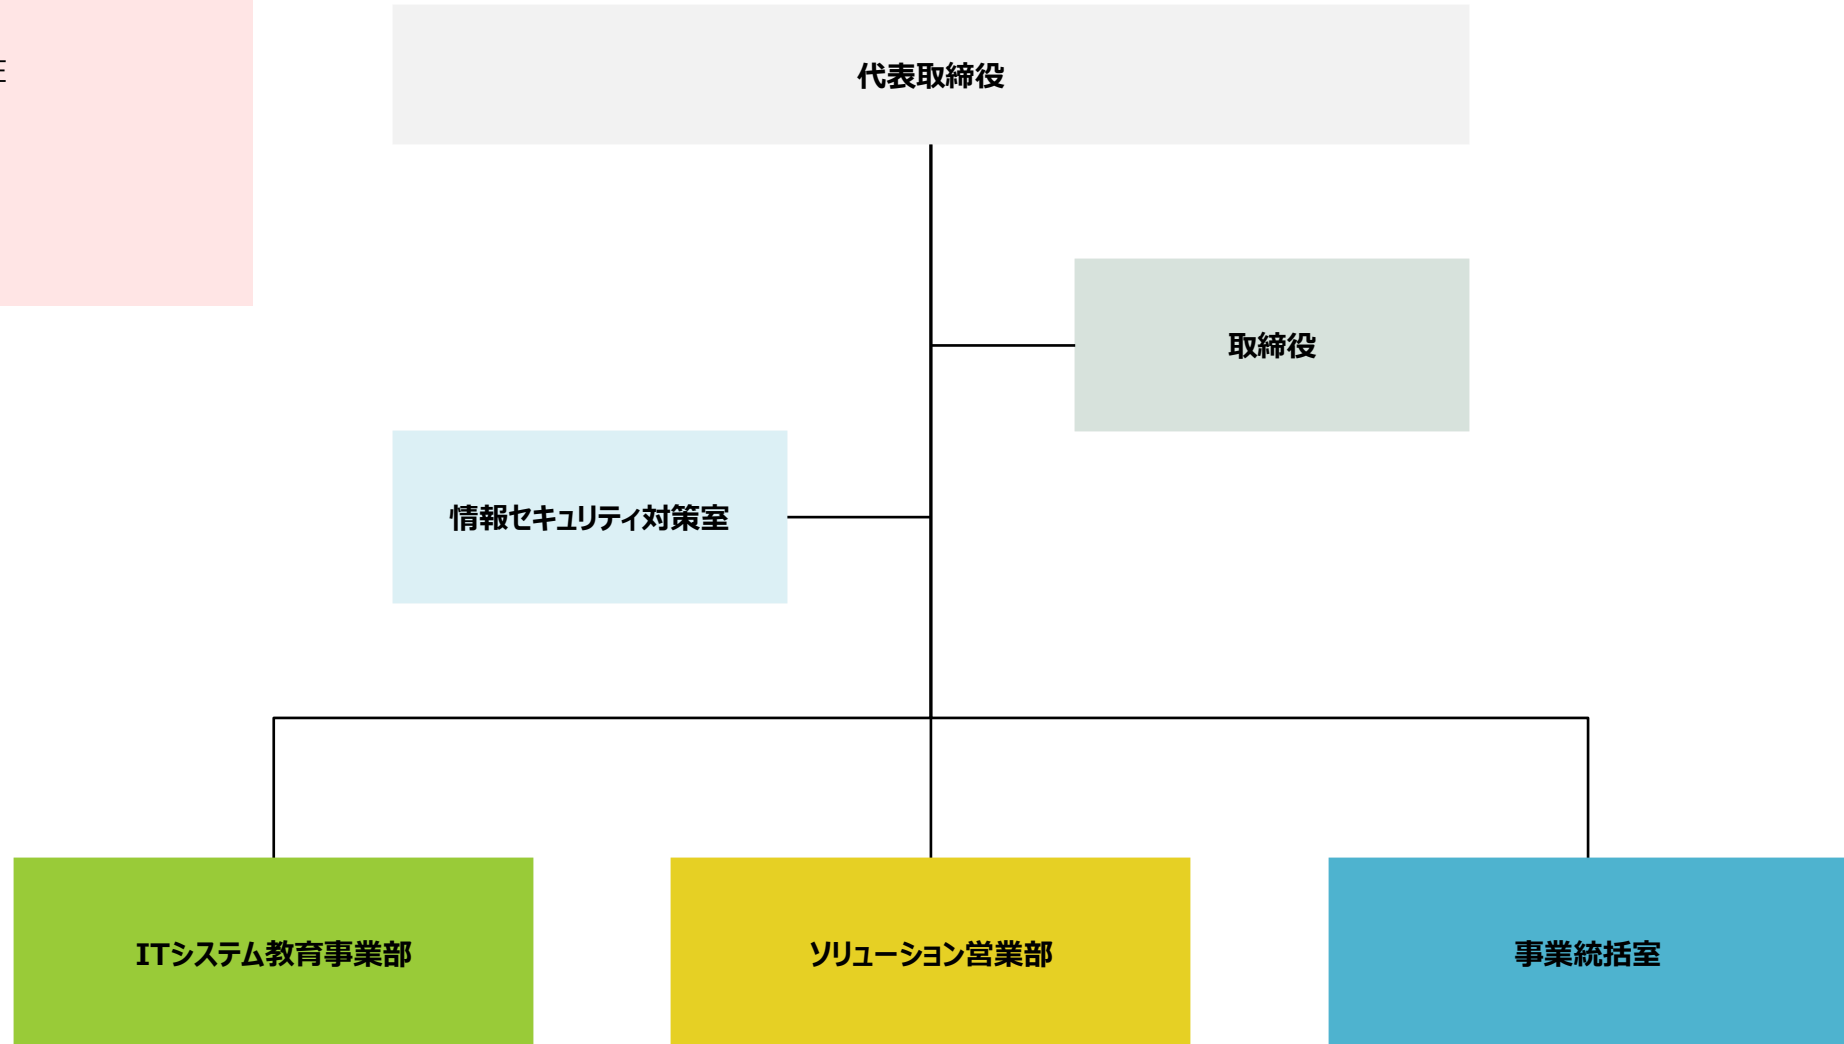 代表取締役
取締役
情報セキュリティ対策室
ITシステム教育事業部
ソリューション営業部
事業統括室